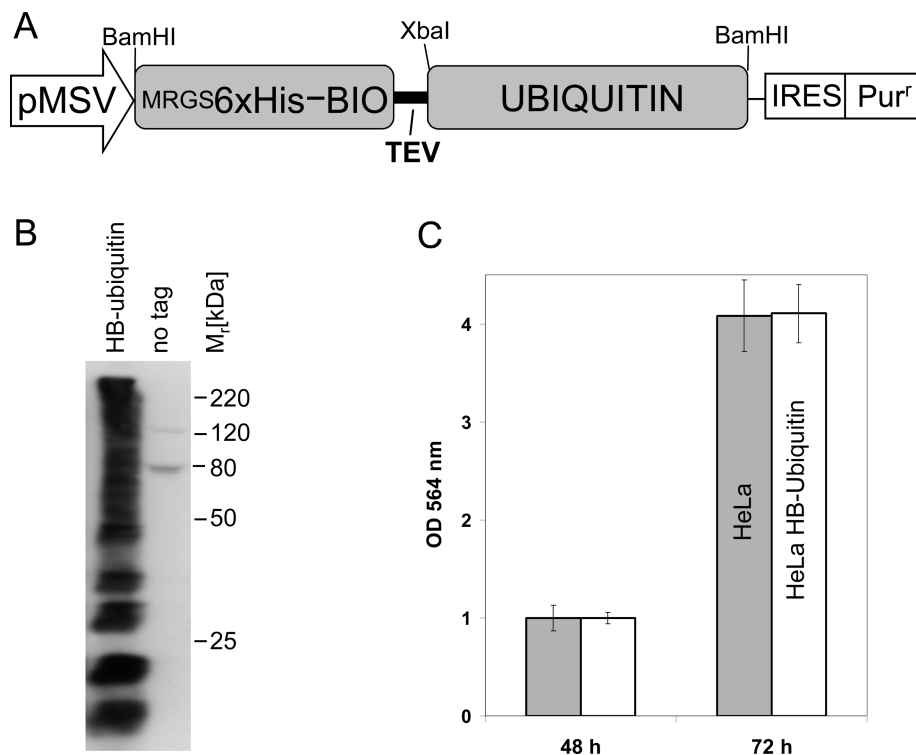 A
BamHI
XbaI
BamHI
pMSV
MRGS6xHis–BIO
UBIQUITIN
IRES
Purʳ
TEV
B
HB-ubiquitin
no tag
Mr[kDa]
–220
–120
–80
–50
–25
C
OD 564 nm
4
3
2
1
0
HeLa
HeLa HB-Ubiquitin
48 h
72 h